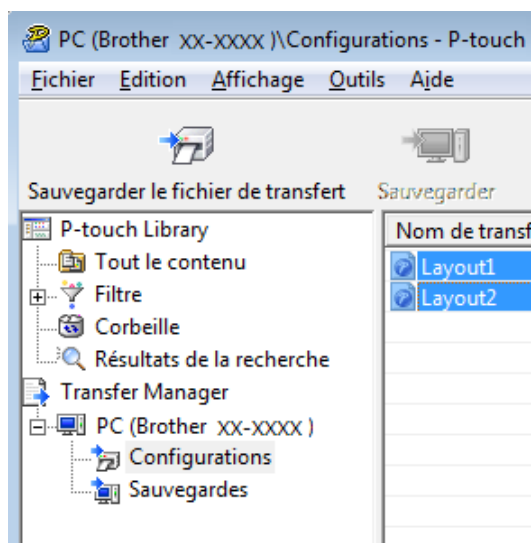 PC (Brother XX-XXXX )\Configurations - P-touch
Fichier Edition Affichage Outils Aide
Sauvegarder le fichier de transfert Sauvegarder
P-touch Library
Tout le contenu
Filtre
Corbeille
Résultats de la recherche
Transfer Manager
PC (Brother XX-XXXX )
Configurations
Sauvegardes
Nom de transf
Layout1
Layout2